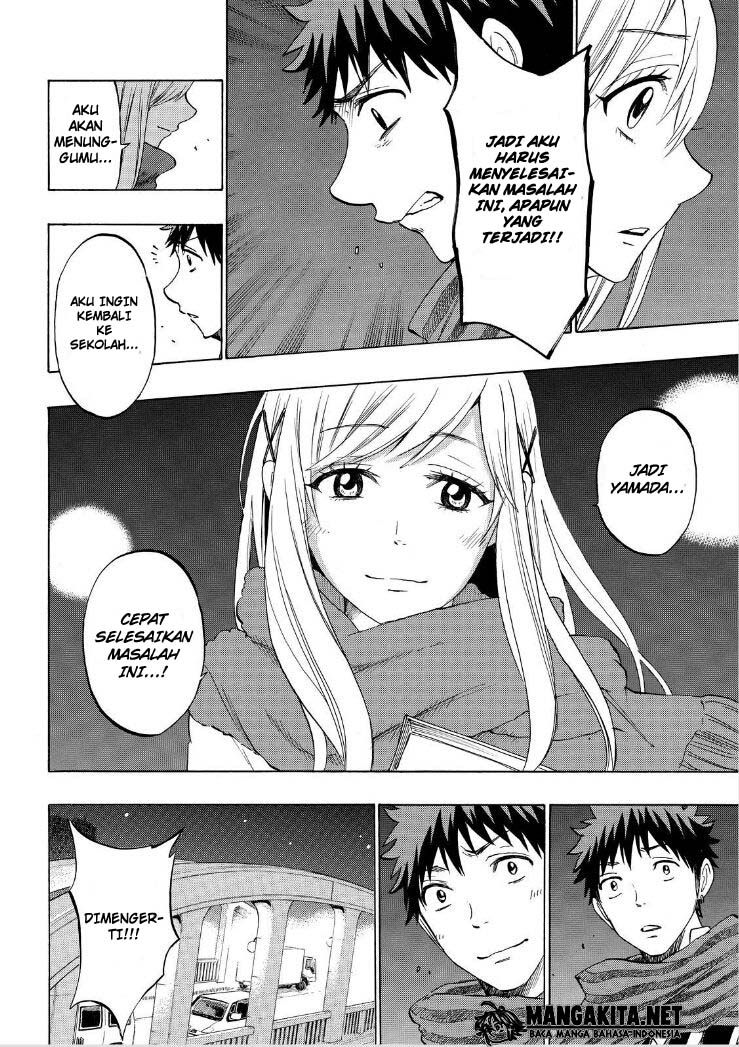 JADI AKU
HARUS
MENYELESAI-
KAN MASALAH
INI, APAPUN
YANG
TERJADI!!
AKU
AKAN
MENUNG-
GUMU...
AKU INGIN
KEMBALI
KE
SEKOLAH...
JADI
YAMADA...
CEPAT
SELESAIKAN
MASALAH
INI...!
DIMENGER-
TI!!!
MANGAKITA.NET
BACA MANGA BAHASA INDONESIA